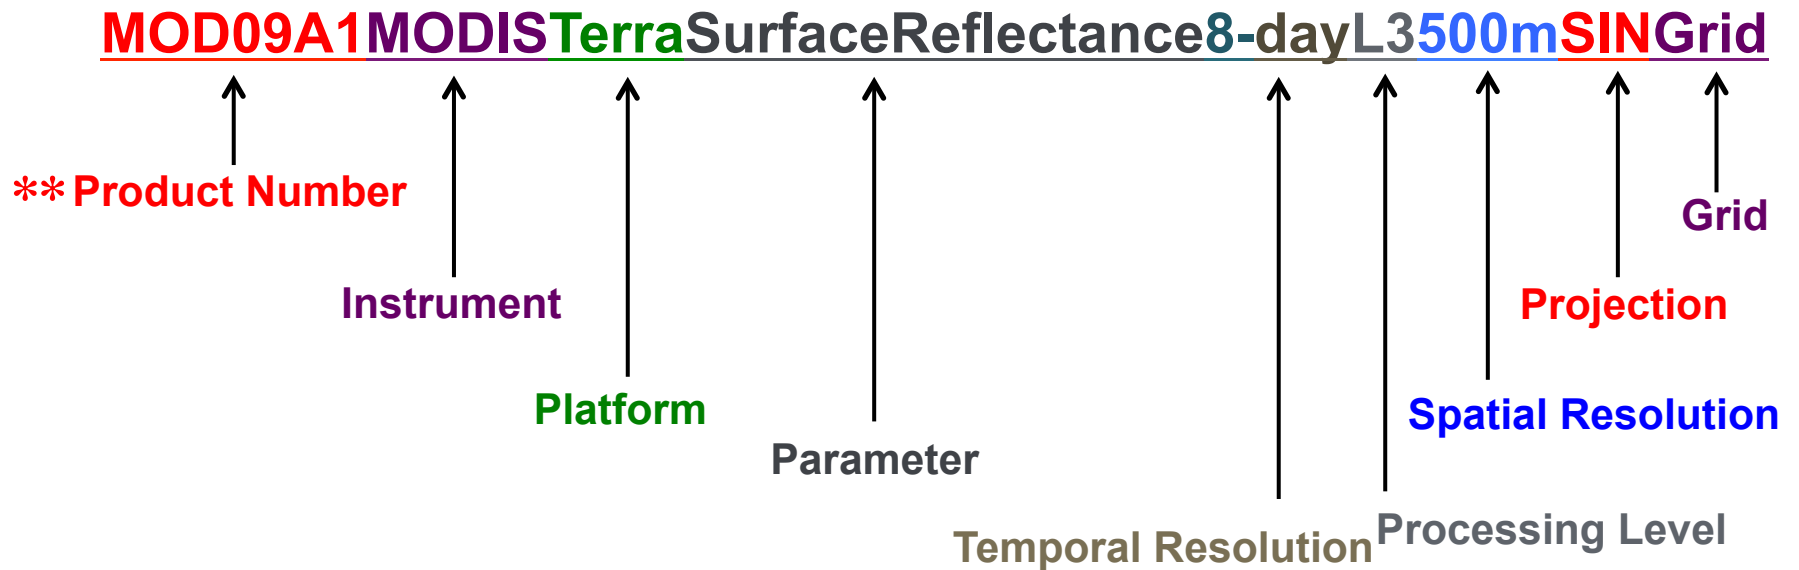 MOD09A1MODISTerraSurfaceReflectance8-dayL3500mSINGrid
** Product Number
Grid
Instrument
Projection
Platform
Spatial Resolution
Parameter
Processing Level
Temporal Resolution